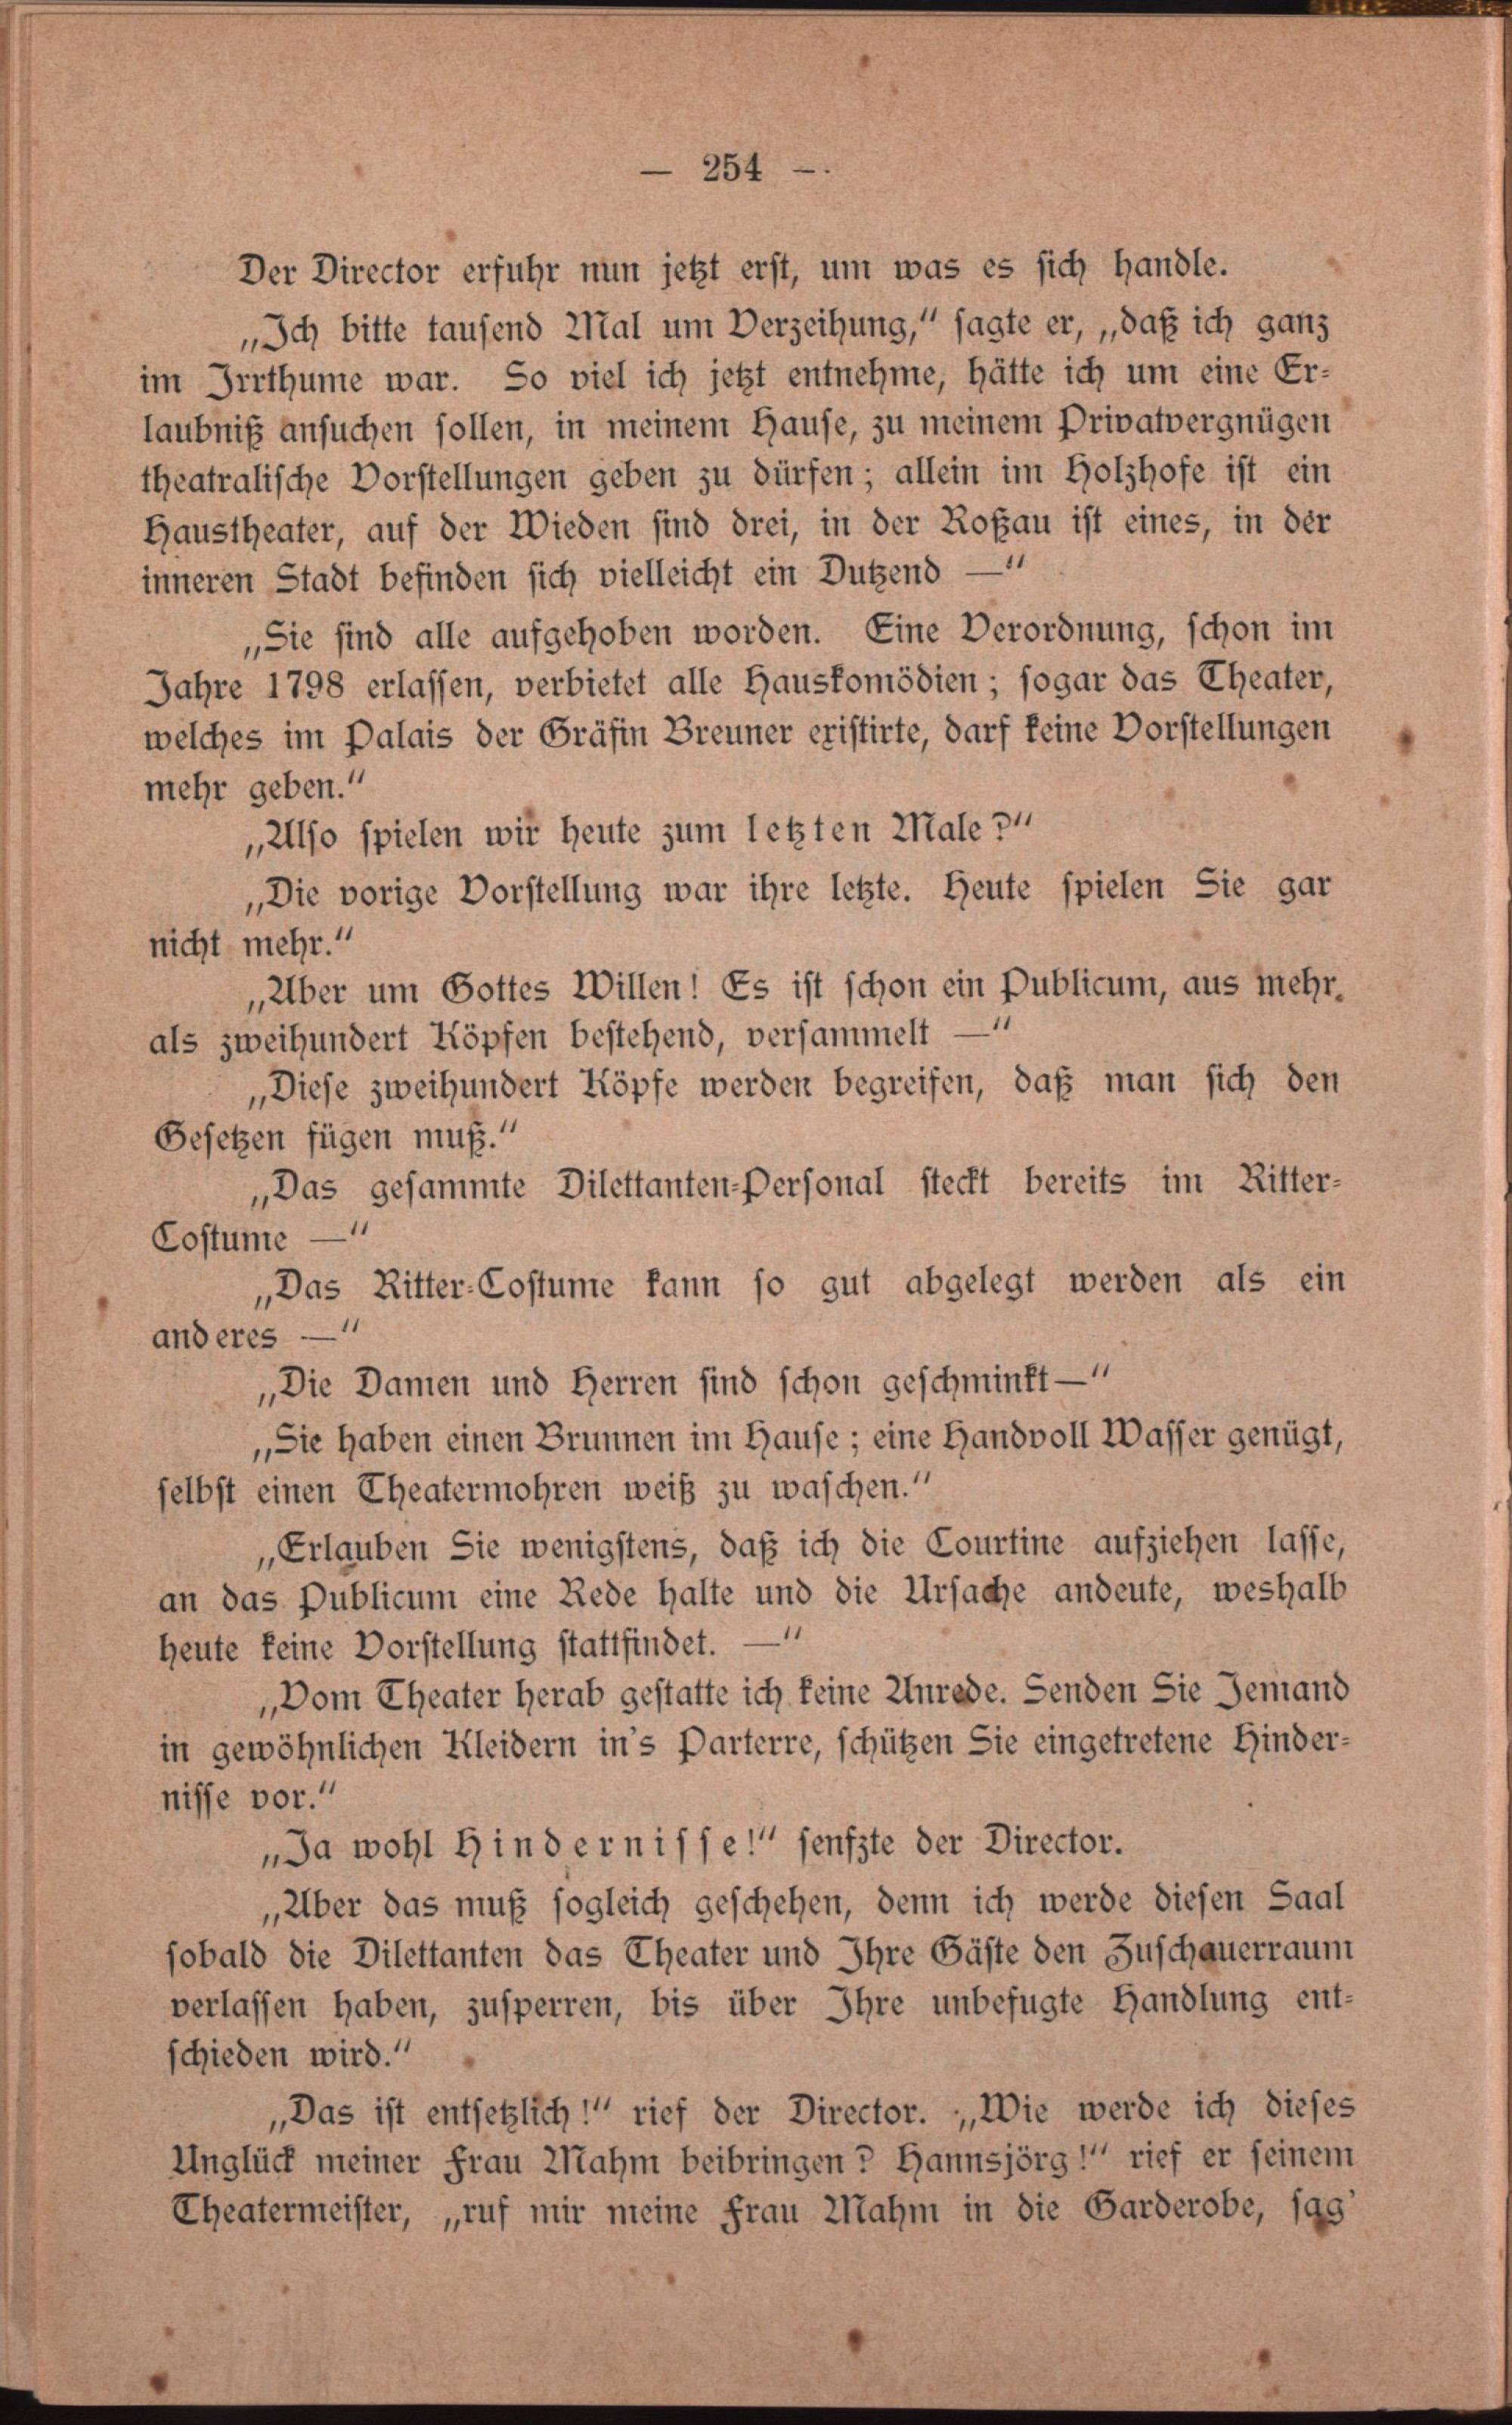 — 254 —
Der Director erfuhr nun jetzt erst, um was es sich handle.
„Ich bitte tausend Mal um Verzeihung,“ sagte er, „daß ich ganz
im Irrthume war. So viel ich jetzt entnehme, hätte ich um eine Er-
laubniß ansuchen sollen, in meinem Hause, zu meinem Privatvergnügen
theatralische Vorstellungen geben zu dürfen; allein im Holzhofe ist ein
Haustheater, auf der Wieden sind drei, in der Roßau ist eines, in der
inneren Stadt befinden sich vielleicht ein Dutzend —“
„Sie sind alle aufgehoben worden. Eine Verordnung, schon im
Jahre 1798 erlassen, verbietet alle Hauskomödien; sogar das Theater,
welches im Palais der Gräfin Breuner existirte, darf keine Vorstellungen
mehr geben.“
„Also spielen wir heute zum letzten Male?“
„Die vorige Vorstellung war ihre letzte. Heute spielen Sie gar
nicht mehr.“
„Aber um Gottes Willen! Es ist schon ein Publicum, aus mehr
als zweihundert Köpfen bestehend, versammelt —“
„Diese zweihundert Köpfe werden begreifen, daß man sich den
Gesetzen fügen muß.“
„Das gesammte Dilettanten-Personal steckt bereits im Ritter-
Costume —“
„Das Ritter-Costume kann so gut abgelegt werden als ein
anderes —“
„Die Damen und Herren sind schon geschminkt—“
„Sie haben einen Brunnen im Hause; eine Handvoll Wasser genügt,
selbst einen Theatermohren weiß zu waschen.“
„Erlauben Sie wenigstens, daß ich die Courtine aufziehen lasse,
an das Publicum eine Rede halte und die Ursache andeute, weshalb
heute keine Vorstellung stattfindet. —“
„Vom Theater herab gestatte ich keine Anrede. Senden Sie Jemand
in gewöhnlichen Kleidern in's Parterre, schützen Sie eingetretene Hinder-
nisse vor.“
„Ja wohl Hindernisse!“ senfzte der Director.
„Aber das muß sogleich geschehen, denn ich werde diesen Saal
sobald die Dilettanten das Theater und Ihre Gäste den Zuschauerraum
verlassen haben, zusperren, bis über Ihre unbefugte Handlung ent-
schieden wird.“
„Das ist entsetzlich!“ rief der Director. „Wie werde ich dieses
Unglück meiner Frau Mahm beibringen? Hannsjörg!“ rief er seinem
Theatermeister, „ruf mir meine Frau Mahm in die Garderobe, sag'